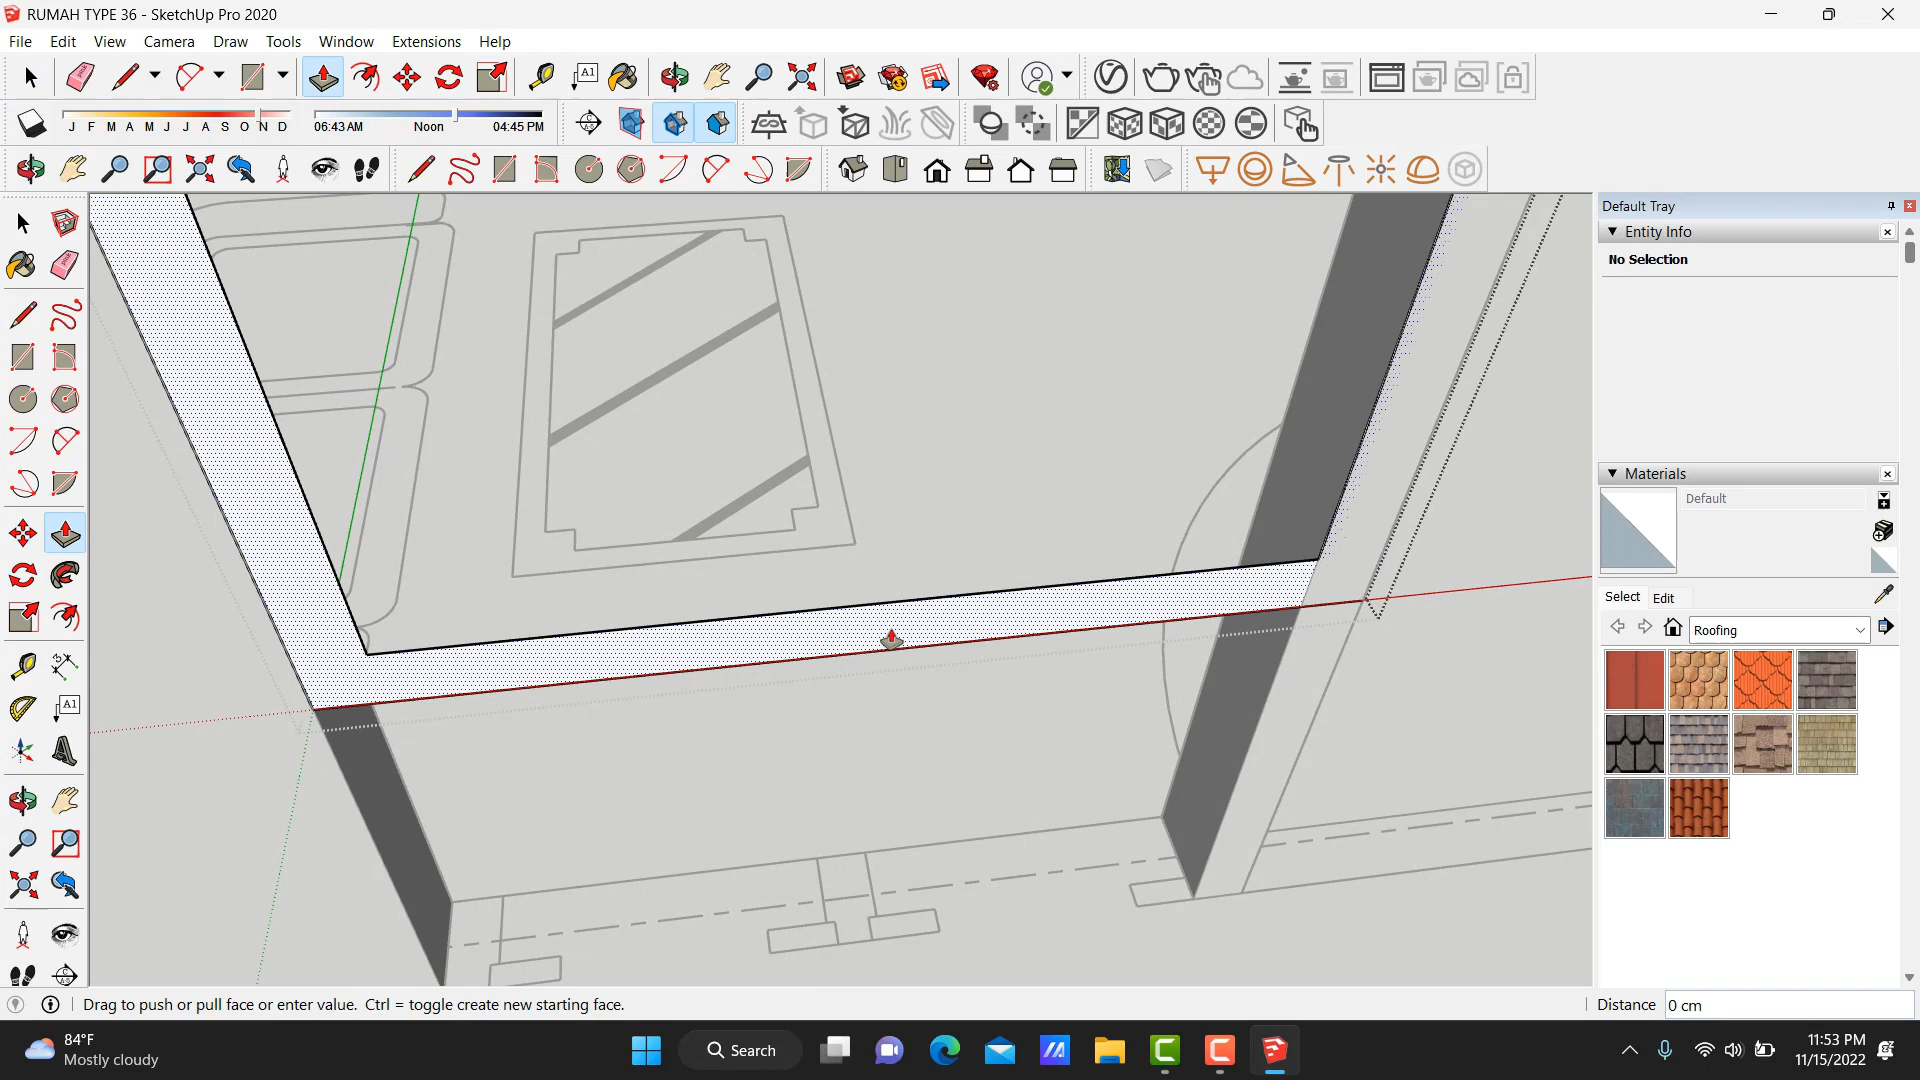 RUMAH TYPE 36 - SketchUp Pro 2020
File Edit View Camera Draw Tools Window Extensions Help
A1
J F M A M J J A S O N D
06:43 AM Noon 04:45 PM
Default Tray
Entity Info
No Selection
Materials
Default
Select Edit
Roofing
A1
Drag to push or pull face or enter value. Ctrl = toggle create new starting face.
Distance 0 cm
84°F
Mostly cloudy
Search
11:53 PM
11/15/2022